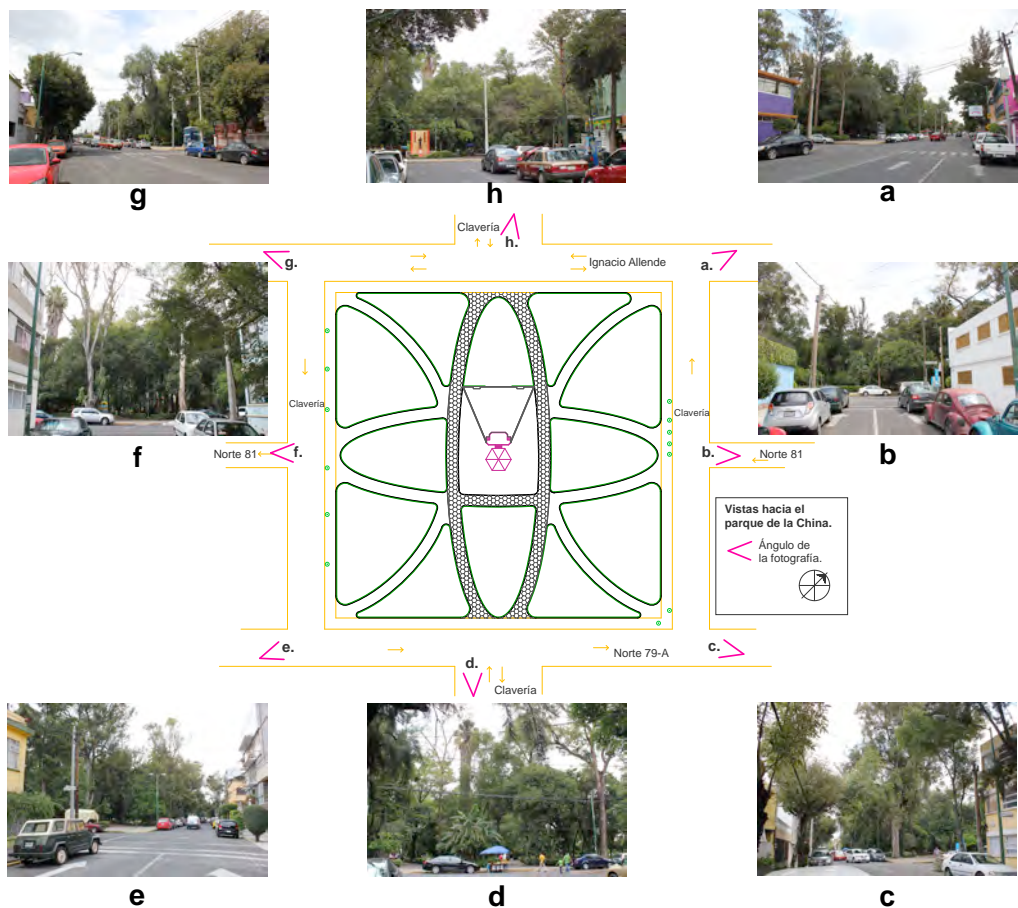 g
h
a
Clavería
h.
g.
Ignacio Allende
a.
Clavería
Clavería
f
Norte 81
f.
b.
Norte 81
b
Vistas hacia el
parque de la China.
Ángulo de
la fotografía.
e.
d.
Norte 79-A
c.
Clavería
e
d
c